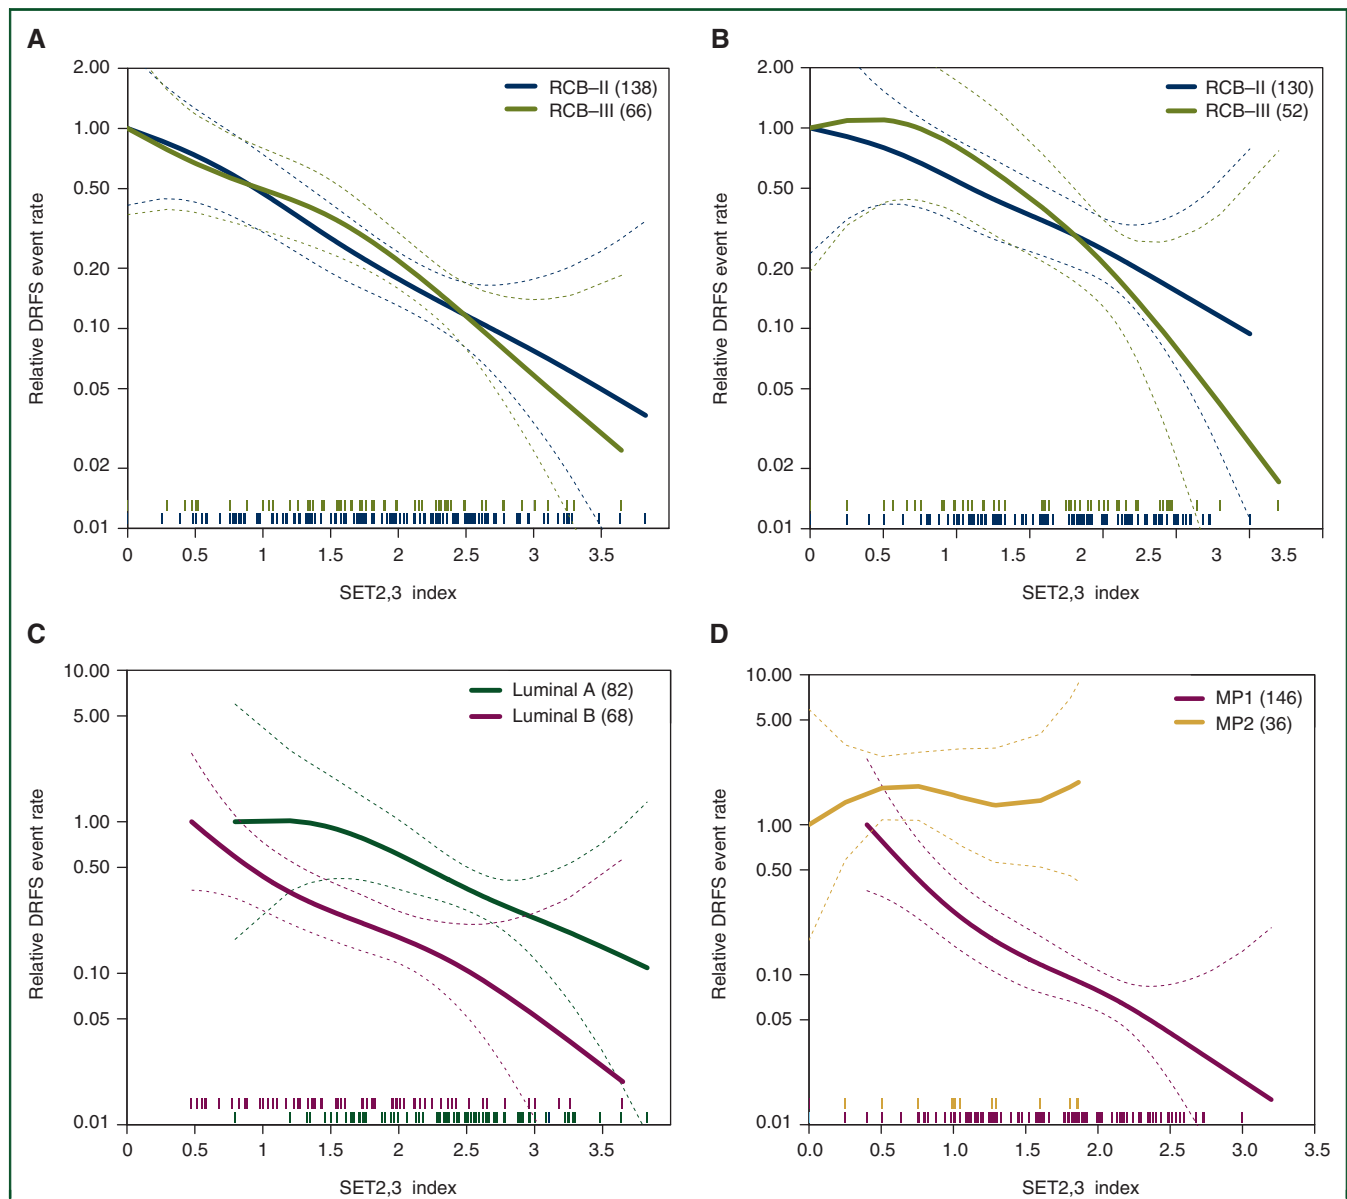 A
2.00
1.00
0.50
0.20
0.10
0.05
0.02
0.01
Relative DRFS event rate
RCB–II (138)
RCB–III (66)
0 0.5 1 1.5 2 2.5 3 3.5
SET2,3 index
B
2.00
1.00
0.50
0.20
0.10
0.05
0.02
0.01
Relative DRFS event rate
RCB–II (130)
RCB–III (52)
0 0.5 1 1.5 2 2.5 3 3.5
SET2,3 index
C
10.00
5.00
1.00
0.50
0.10
0.05
0.01
Relative DRFS event rate
Luminal A (82)
Luminal B (68)
0 0.5 1 1.5 2 2.5 3 3.5
SET2,3 index
D
10.00
5.00
1.00
0.50
0.10
0.05
0.01
Relative DRFS event rate
MP1 (146)
MP2 (36)
0 0.5 1.0 1.5 2.0 2.5 3.0 3.5
SET2,3 index